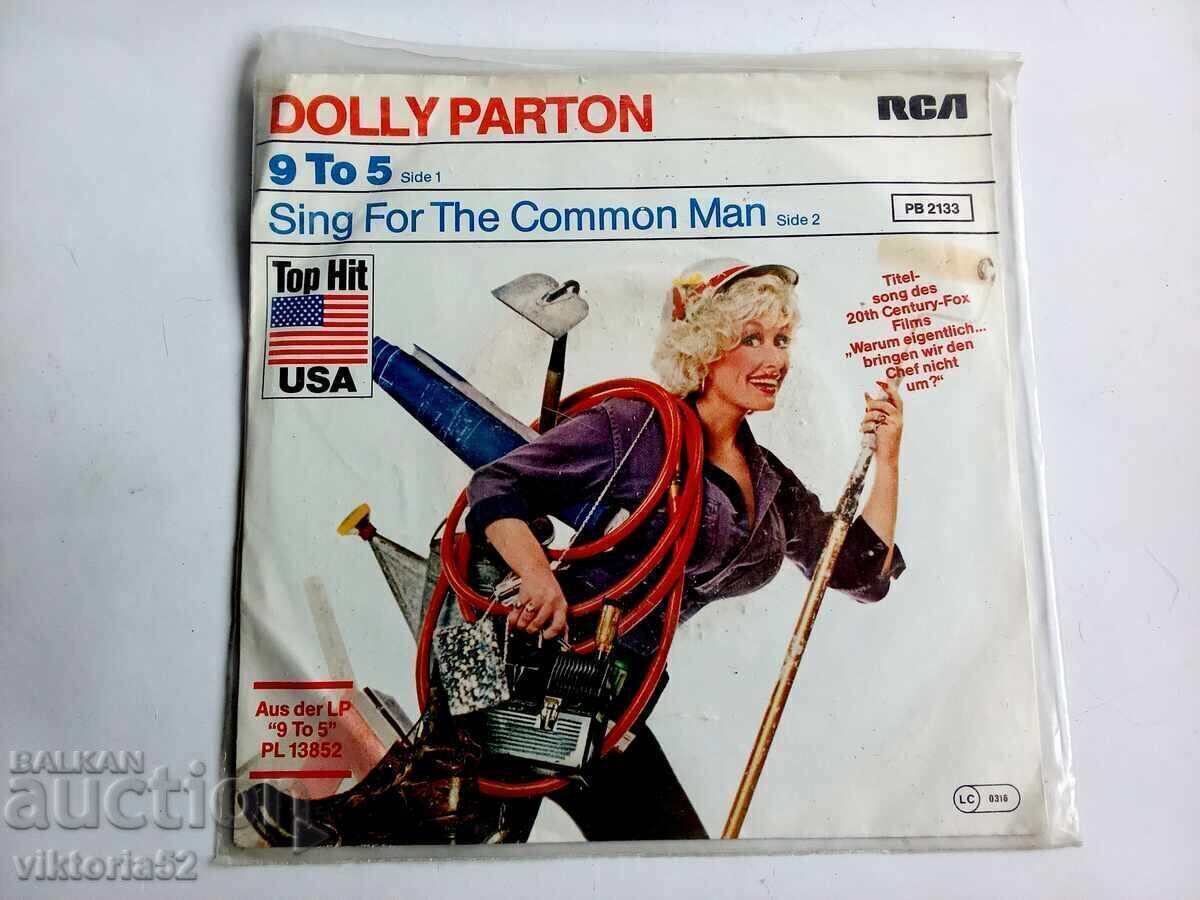 DOLLY PARTON
RCA
9 To 5 Side 1
Sing For The Common Man Side 2
PB 2133
Top Hit
USA
Titel-
song des
20th Century-Fox
Films
„Warum eigentlich...
bringen wir den
Chef nicht
um?“
Aus der LP
"9 To 5"
PL 13852
LC 0316
BALKAN
auction
viktoria52